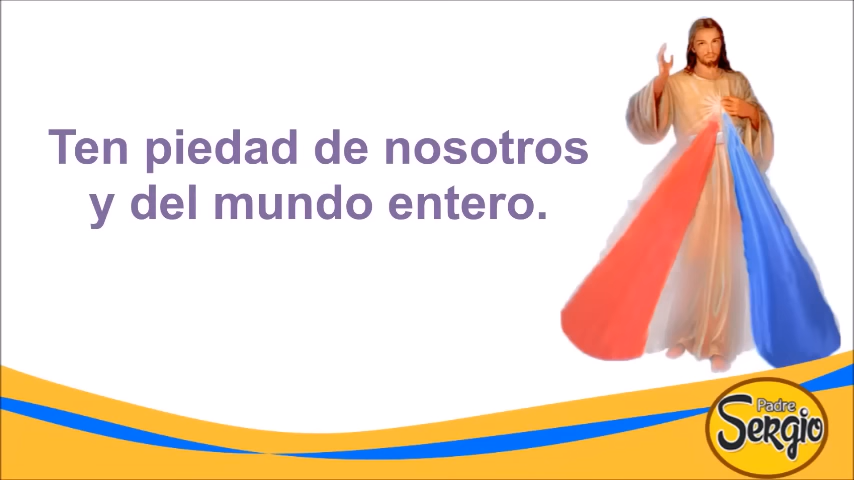 Ten piedad de nosotros
y del mundo entero.
Padre
Sergio